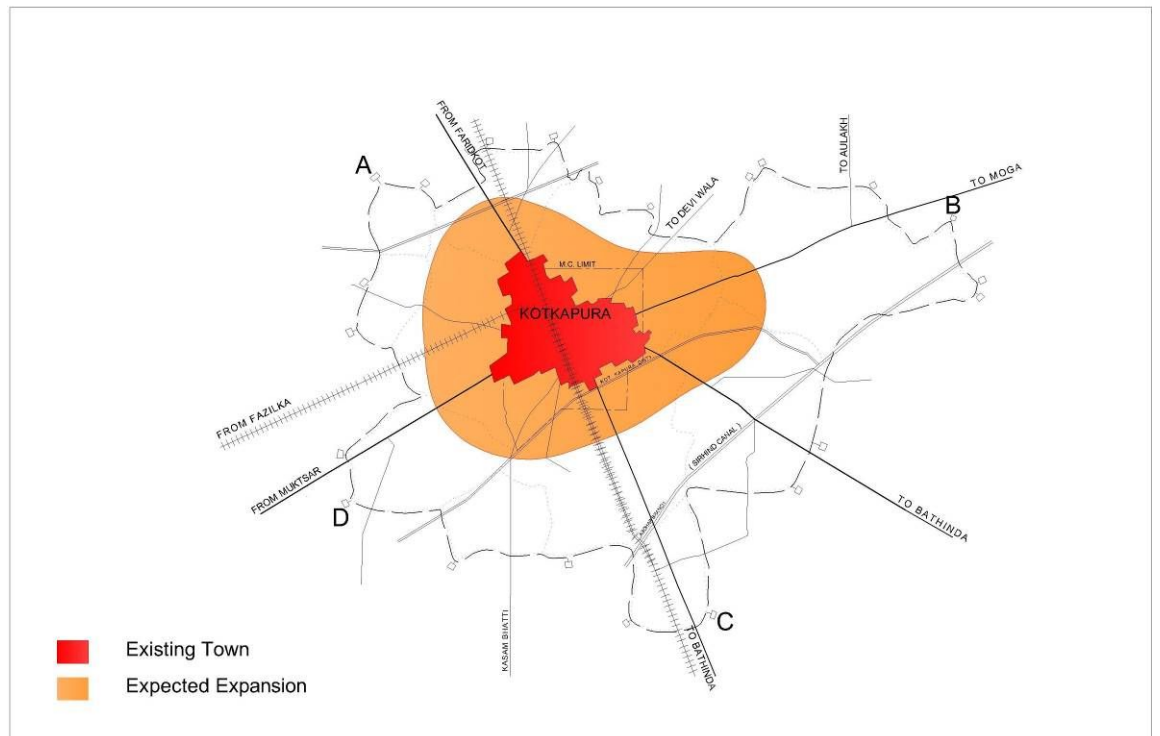 FROM FARIDKOT
TO AULAKH
A
TO MOGA
TO DEVI WALA
B
M.C. LIMIT
KOTKAPURA
FROM FAZILKA
( SIRHIND CANAL )
FROM MUKTSAR
D
TO BATHINDA
KASAM BHATTI
C
TO BATHINDA
Existing Town
Expected Expansion